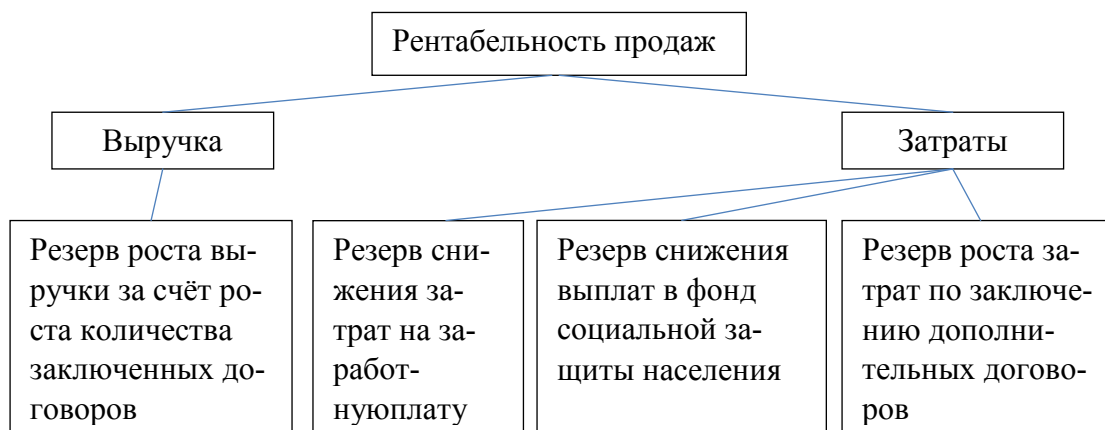 Рентабельность продаж
Выручка
Затраты
Резерв роста вы-
ручки за счёт ро-
ста количества
заключенных до-
говоров
Резерв сни-
жения за-
трат на за-
работ-
нуюплату
Резерв снижения
выплат в фонд
социальной за-
щиты населения
Резерв роста за-
трат по заключе-
нию дополни-
тельных догово-
ров